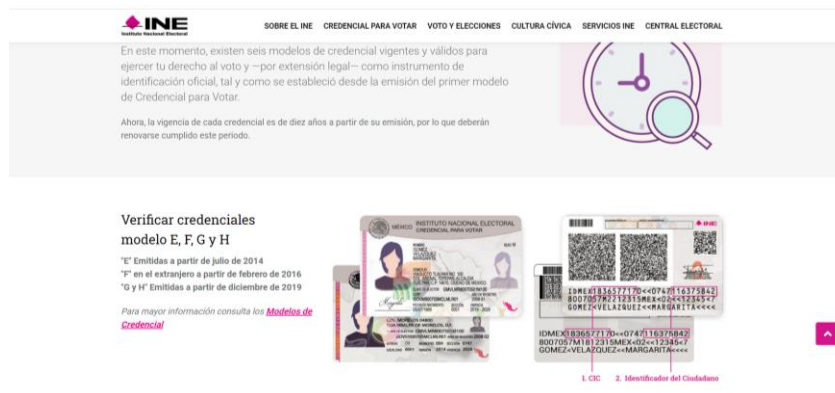 INE
Instituto Nacional Electoral
SOBRE EL INE CREDENCIAL PARA VOTAR VOTO Y ELECCIONES CULTURA CÍVICA SERVICIOS INE CENTRAL ELECTORAL
En este momento, existen seis modelos de credencial vigentes y válidos para
ejercer tu derecho al voto y —por extensión legal— como instrumento de
identificación oficial, tal y como se estableció desde la emisión del primer modelo
de Credencial para Votar.
Ahora, la vigencia de cada credencial es de diez años a partir de su emisión, por lo que deberán
renovarse cumplido este periodo.
Verificar credenciales
modelo E, F, G y H
"E" Emitidas a partir de julio de 2014
"F" en el extranjero a partir de febrero de 2016
"G y H" Emitidas a partir de diciembre de 2019
Para mayor información consulta los Modelos de
Credencial
MÉXICO INSTITUTO NACIONAL ELECTORAL
CREDENCIAL PARA VOTAR
INE
IDMEX1836577170<<0747116375842
8007057M2212315MEX<02<<12345<7
GOMEZ<VELAZQUEZ<<MARGARITA<<<<
IDMEX1836577170<<0747116375842
8007057M1812315MEX<02<<12345<7
GOMEZ<VELAZQUEZ<<MARGARITA<<<<
1. CIC 2. Identificador del Ciudadano